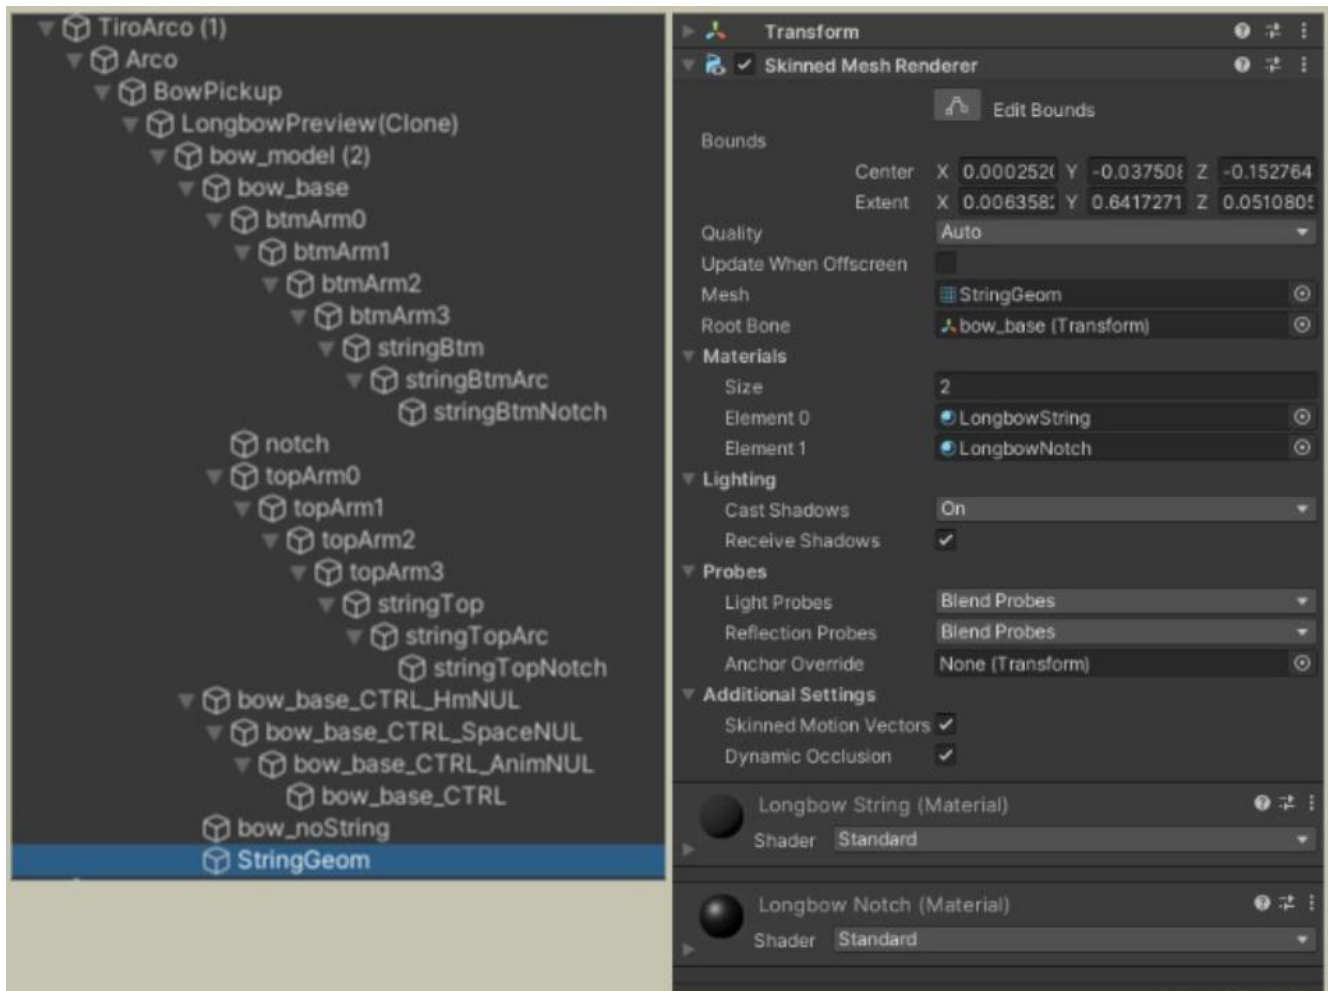 TiroArco (1)
Arco
BowPickup
LongbowPreview(Clone)
bow_model (2)
bow_base
btmArm0
btmArm1
btmArm2
btmArm3
stringBtm
stringBtmArc
stringBtmNotch
notch
topArm0
topArm1
topArm2
topArm3
stringTop
stringTopArc
stringTopNotch
bow_base_CTRL_HmNUL
bow_base_CTRL_SpaceNUL
bow_base_CTRL_AnimNUL
bow_base_CTRL
bow_noString
StringGeom
Transform
Skinned Mesh Renderer
Edit Bounds
Bounds
Center X 0.000252( Y -0.037508 Z -0.152764
Extent X 0.006358 Y 0.6417271 Z 0.051080
Quality Auto
Update When Offscreen
Mesh StringGeom
Root Bone bow_base (Transform)
Materials
Size 2
Element 0 LongbowString
Element 1 LongbowNotch
Lighting
Cast Shadows On
Receive Shadows
Probes
Light Probes Blend Probes
Reflection Probes Blend Probes
Anchor Override None (Transform)
Additional Settings
Skinned Motion Vectors
Dynamic Occlusion
Longbow String (Material)
Shader Standard
Longbow Notch (Material)
Shader Standard